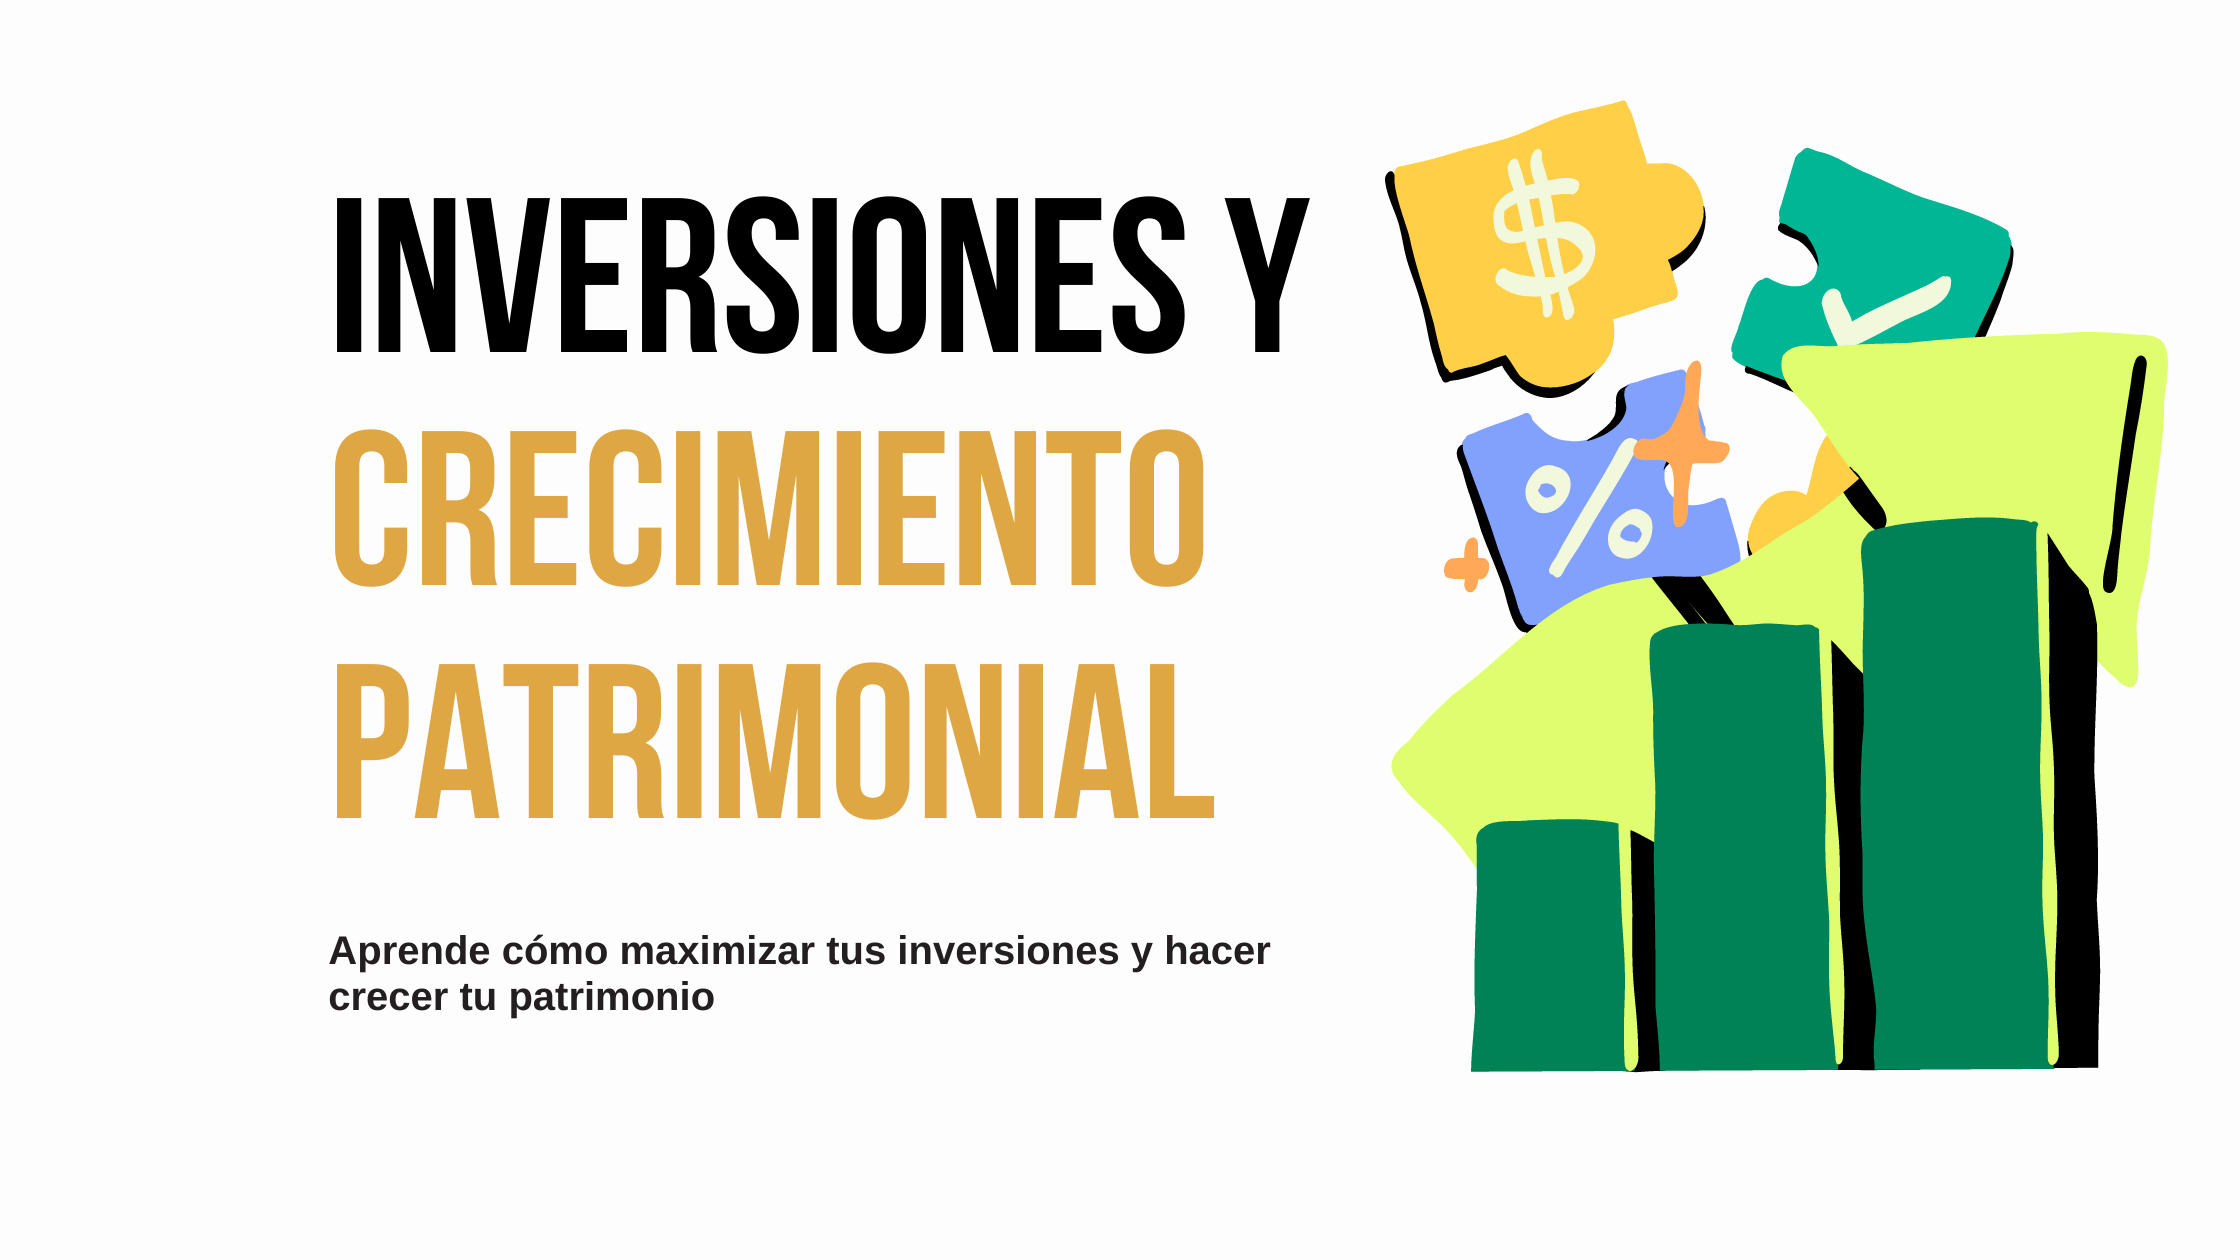 INVERSIONES Y
CRECIMIENTO
PATRIMONIAL
Aprende cómo maximizar tus inversiones y hacer
crecer tu patrimonio
$
%